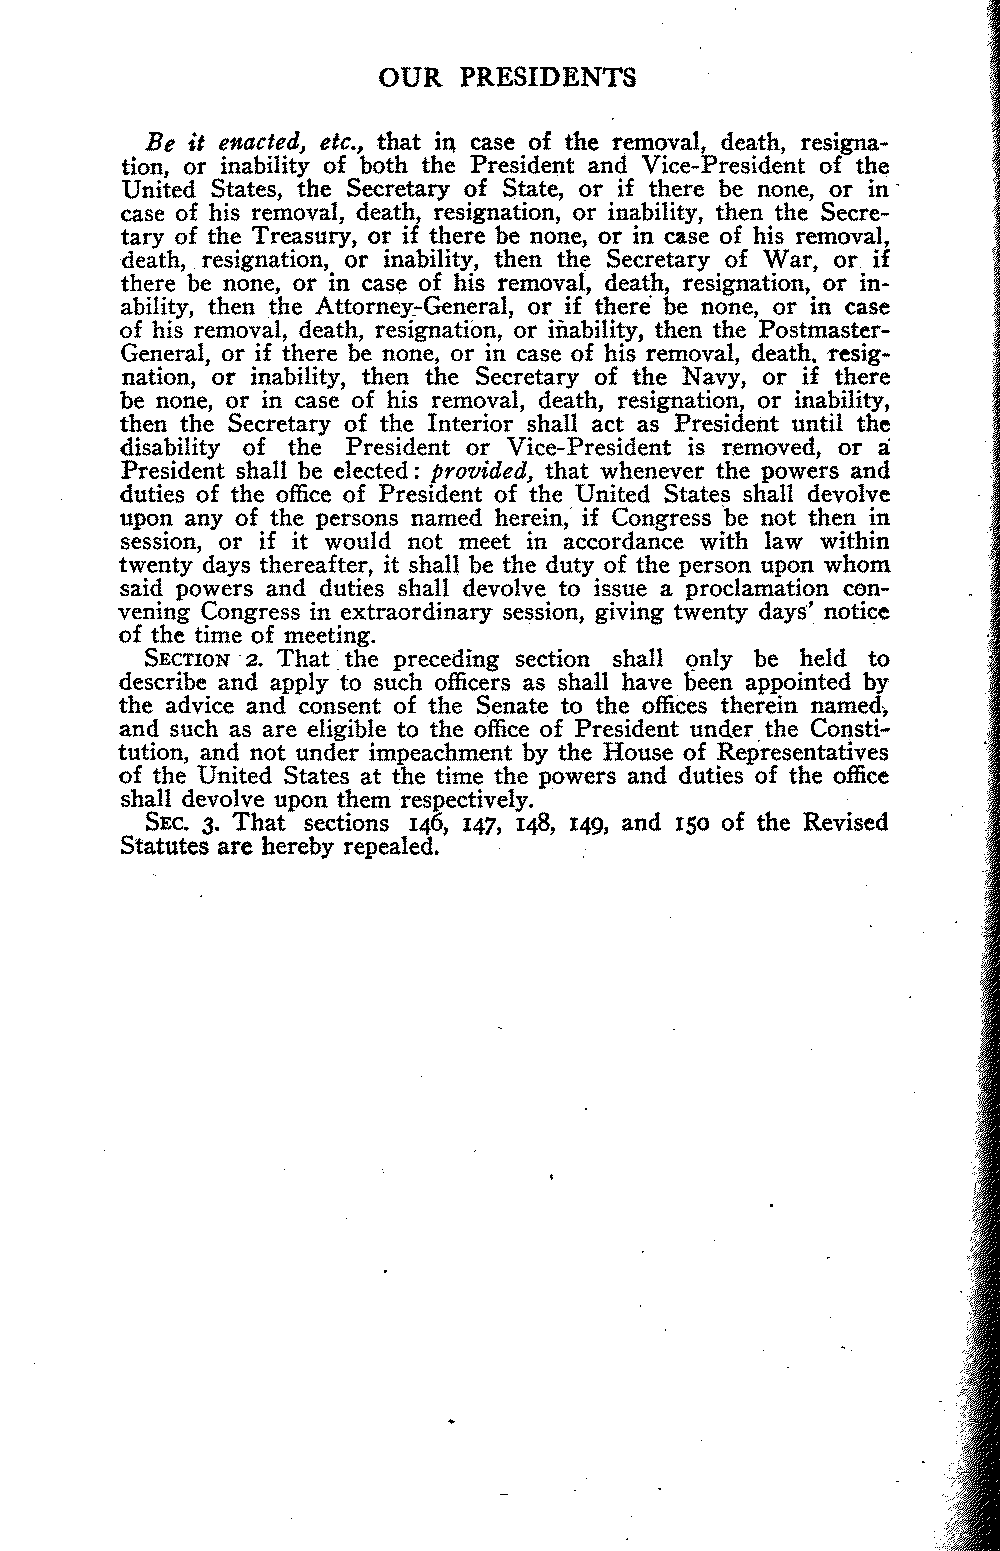 OUR PRESIDENTS
Be it enacted, etc., that in case of the removal, death, resigna-
tion, or inability of both the President and Vice-President of the
United States, the Secretary of State, or if there be none, or in
case of his removal, death, resignation, or inability, then the Secre-
tary of the Treasury, or if there be none, or in case of his removal,
death, resignation, or inability, then the Secretary of War, or if
there be none, or in case of his removal, death, resignation, or in-
ability, then the Attorney-General, or if there be none, or in case
of his removal, death, resignation, or inability, then the Postmaster-
General, or if there be none, or in case of his removal, death, resig-
nation, or inability, then the Secretary of the Navy, or if there
be none, or in case of his removal, death, resignation, or inability,
then the Secretary of the Interior shall act as President until the
disability of the President or Vice-President is removed, or a
President shall be elected: provided, that whenever the powers and
duties of the office of President of the United States shall devolve
upon any of the persons named herein, if Congress be not then in
session, or if it would not meet in accordance with law within
twenty days thereafter, it shall be the duty of the person upon whom
said powers and duties shall devolve to issue a proclamation con-
vening Congress in extraordinary session, giving twenty days' notice
of the time of meeting.
SECTION 2. That the preceding section shall only be held to
describe and apply to such officers as shall have been appointed by
the advice and consent of the Senate to the offices therein named,
and such as are eligible to the office of President under the Consti-
tution, and not under impeachment by the House of Representatives
of the United States at the time the powers and duties of the office
shall devolve upon them respectively.
SEC. 3. That sections 146, 147, 148, 149, and 150 of the Revised
Statutes are hereby repealed.